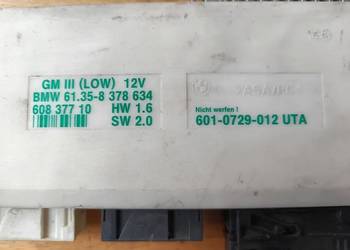 GM III (LOW) 12V
BMW 61.35-8 378 634
608 377 10 HW 1.6
SW 2.0
Nicht werfen !
601-0729-012 UTA